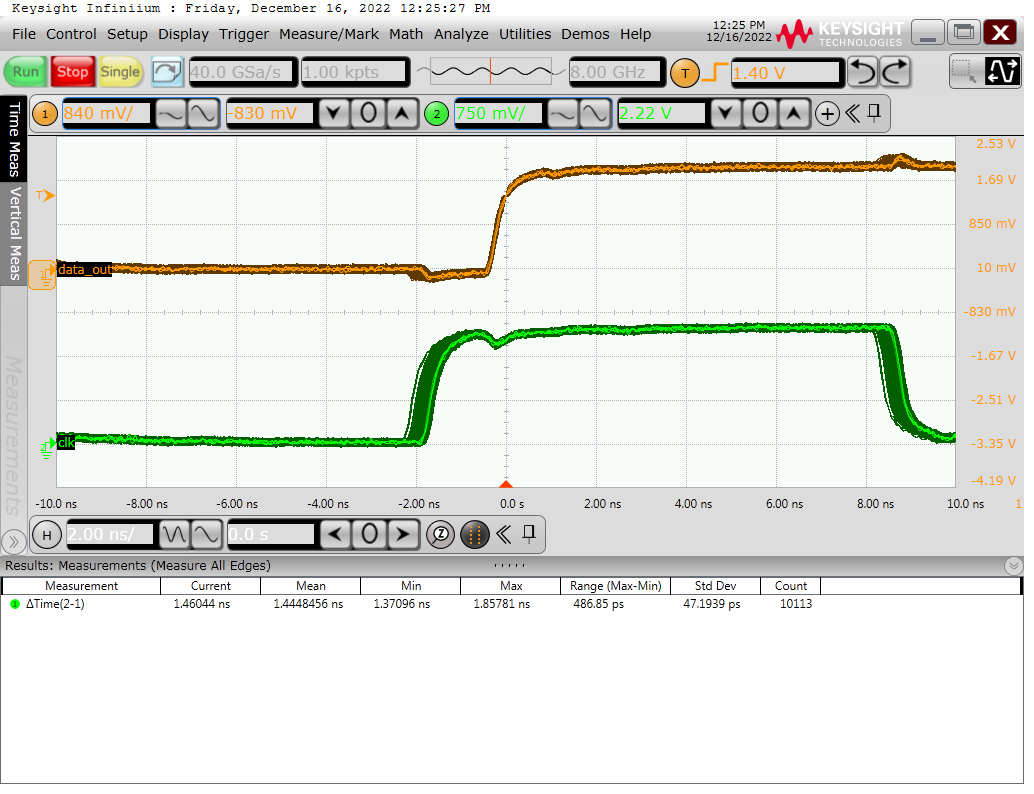 Keysight Infiniium : Friday, December 16, 2022 12:25:27 PM
File Control Setup Display Trigger Measure/Mark Math Analyze Utilities Demos Help
12:25 PM
12/16/2022
KEYSIGHT
TECHNOLOGIES
X
Run Stop Single 40.0 GSa/s 1.00 kpts 8.00 GHz T 1.40 V
1 840 mV/ -830 mV 0 2 750 mV/ 2.22 V 0
Time Meas
Vertical Meas
Measurements
T
data_out
clk
2.53 V
1.69 V
850 mV
10 mV
-830 mV
-1.67 V
-2.51 V
-3.35 V
-4.19 V
-10.0 ns -8.00 ns -6.00 ns -4.00 ns -2.00 ns 0.0 s 2.00 ns 4.00 ns 6.00 ns 8.00 ns 10.0 ns 1
H 2.00 ns/ 0.0 s 0 Z
Results: Measurements (Measure All Edges)
Measurement Current Mean Min Max Range (Max-Min) Std Dev Count
1 ΔTime(2-1) 1.46044 ns 1.4448456 ns 1.37096 ns 1.85781 ns 486.85 ps 47.1939 ps 10113